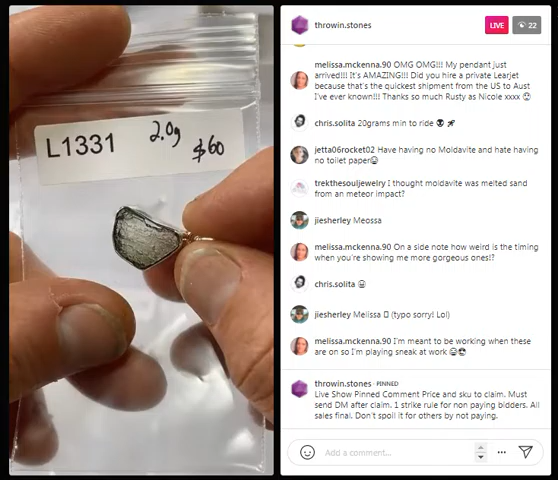 L1331
2.0g
$60
throwin.stones
LIVE
22
melissa.mckenna.90 OMG OMG!!! My pendant just
arrived!!! It's AMAZING!!! Did you hire a private Learjet
because that's the quickest shipment from the US to Aust
I've ever known!!! Thanks so much Rusty as Nicole xxxx
chris.solita 20grams min to ride
jetta06rocket02 Have having no Moldavite and hate having
no toilet paper
trekthesouljewelry I thought moldavite was melted sand
from an meteor impact?
jiesherley Meossa
melissa.mckenna.90 On a side note how weird is the timing
when you're showing me more gorgeous ones!?
chris.solita
jiesherley Melissa (typo sorry! Lol)
melissa.mckenna.90 I'm meant to be working when these
are on so I'm playing sneak at work
throwin.stones · PINNED
Live Show Pinned Comment Price and sku to claim. Must
send DM after claim. 1 strike rule for non paying bidders. All
sales final. Don't spoil it for others by not paying.
Add a comment...